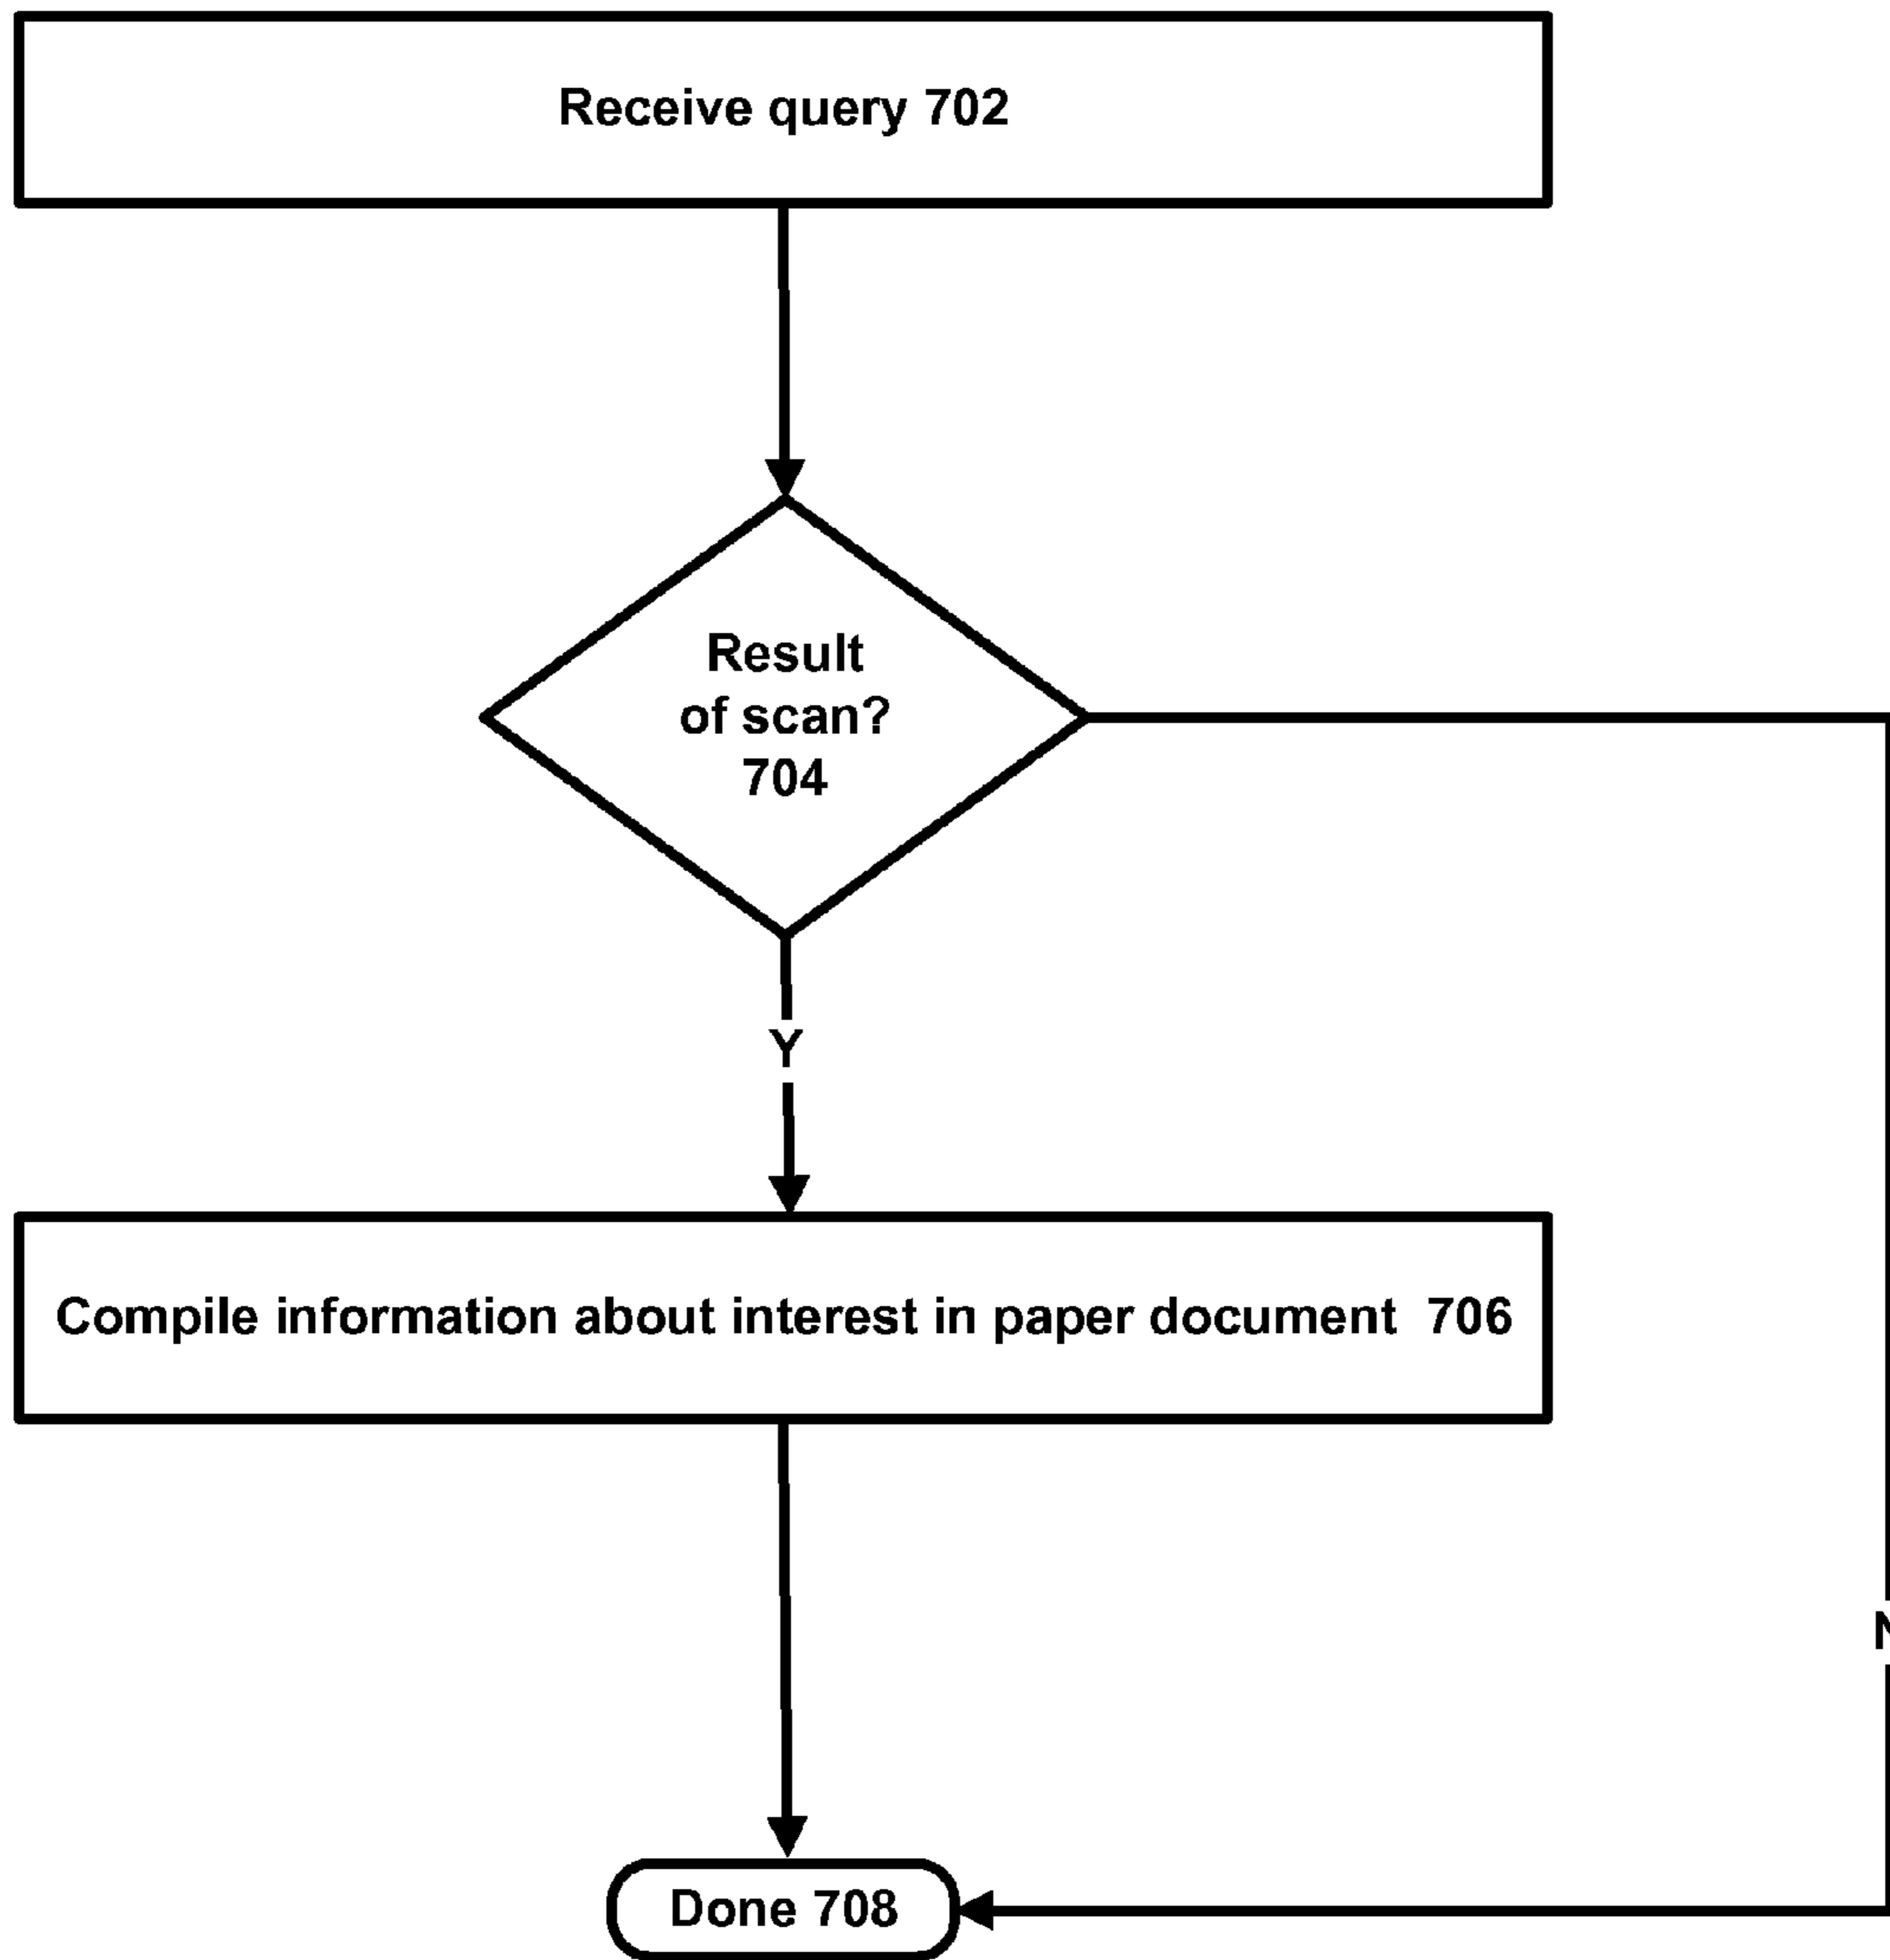 Receive query 702
Result
of scan?
704
Y
Compile information about interest in paper document 706
N
Done 708